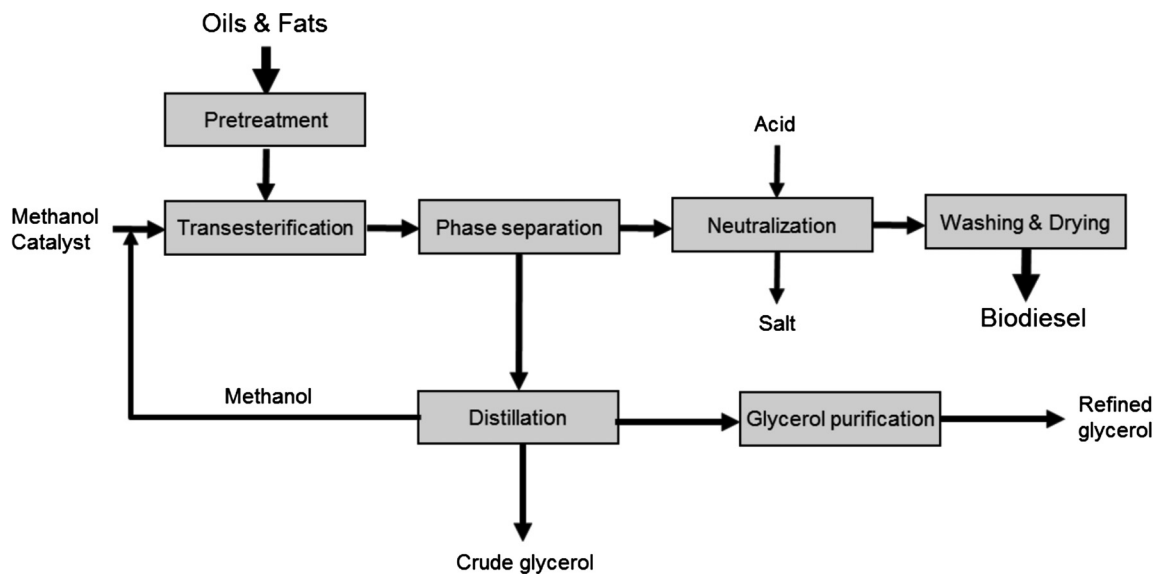 Oils & Fats
Pretreatment
Acid
Methanol
Catalyst
Transesterification
Phase separation
Neutralization
Washing & Drying
Salt
Biodiesel
Methanol
Distillation
Glycerol purification
Refined
glycerol
Crude glycerol